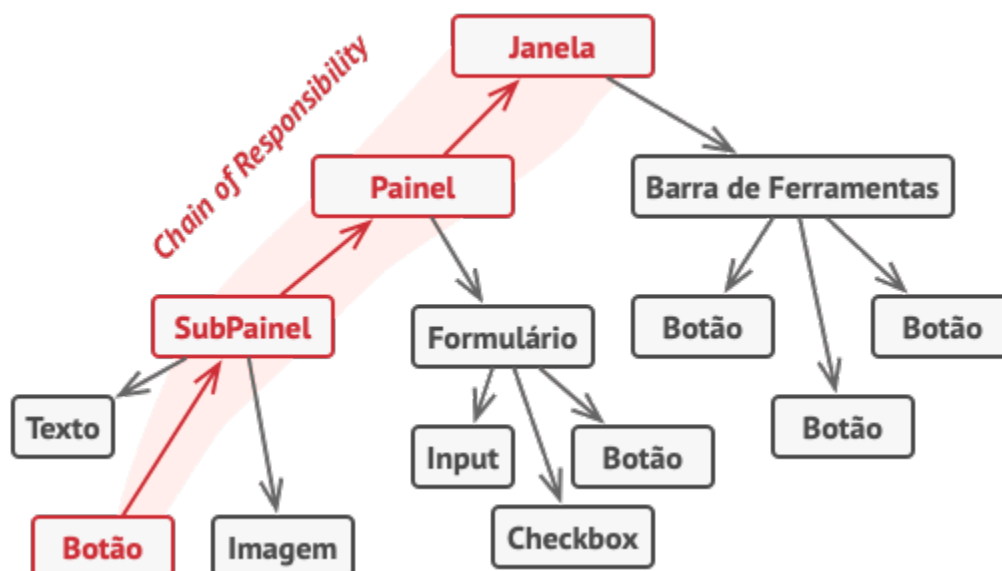 Janela
Chain of Responsibility
Painel
Barra de Ferramentas
SubPainel
Formulário
Botão
Botão
Texto
Input
Botão
Botão
Botão
Imagem
Checkbox